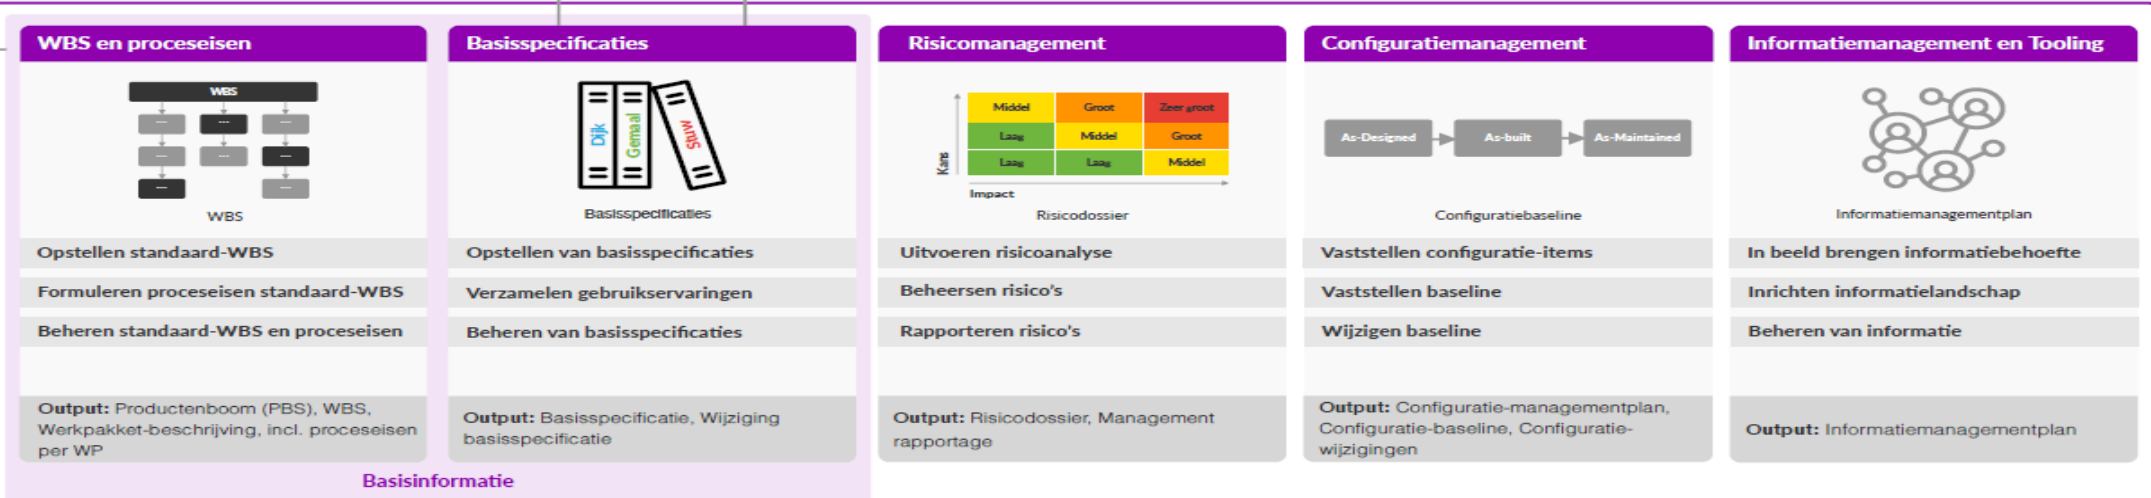 WBS en proceseisen
WBS
WBS
Opstellen standaard-WBS
Formuleren proceseisen standaard-WBS
Beheren standaard-WBS en proceseisen
Output: Productenboom (PBS), WBS,
Werkpakket-beschrijving, incl. proceseisen
per WP
Basisspecificaties
Dijk
Gemaal
Stuw
Basisspecificaties
Opstellen van basisspecificaties
Verzamelen gebruikservaringen
Beheren van basisspecificaties
Output: Basisspecificatie, Wijziging
basisspecificatie
Basisinformatie
Risicomanagement
Kans
Middel Groot Zeer groot
Laag Middel Groot
Laag Laag Middel
Impact
Risicodossier
Uitvoeren risicoanalyse
Beheersen risico's
Rapporteren risico's
Output: Risicodossier, Management
rapportage
Configuratiemanagement
As-Designed As-built As-Maintained
Configuratiebaseline
Vaststellen configuratie-items
Vaststellen baseline
Wijzigen baseline
Output: Configuratie-managementplan,
Configuratie-baseline, Configuratie-
wijzigingen
Informatiemanagement en Tooling
Informatiemanagementplan
In beeld brengen informatiebehoefte
Inrichten informatielandschap
Beheren van informatie
Output: Informatiemanagementplan